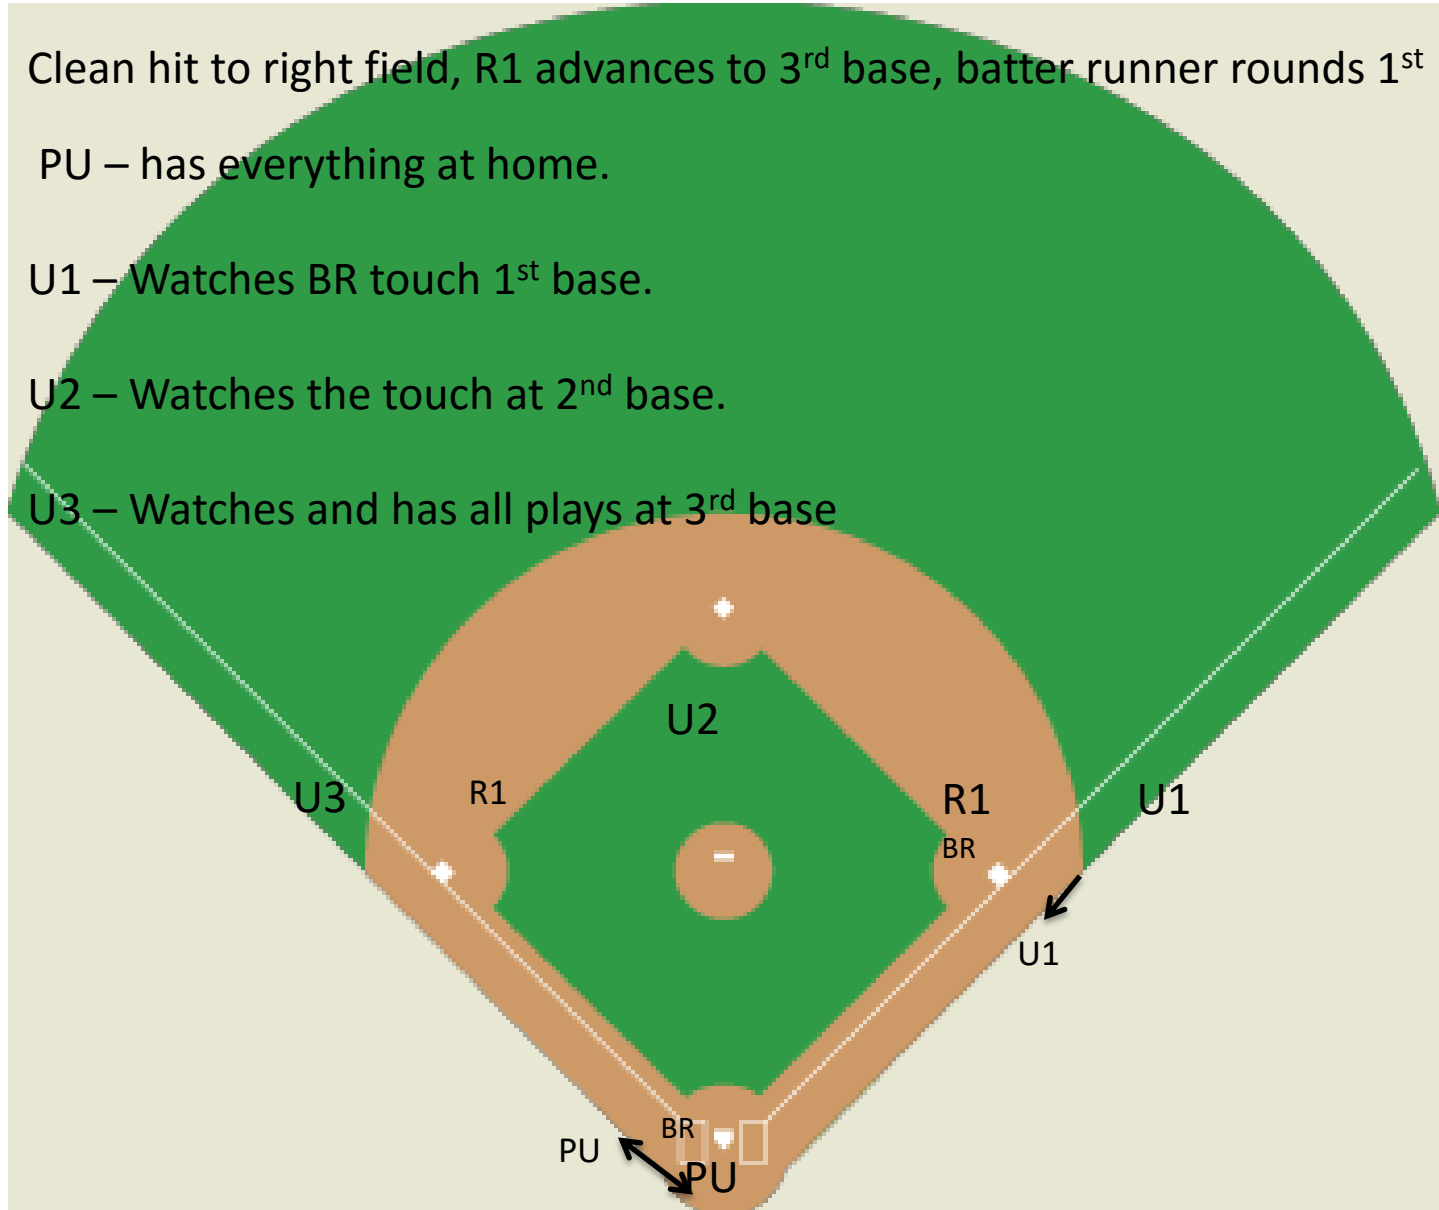 Clean hit to right field, R1 advances to 3rd base, batter runner rounds 1st
PU – has everything at home.
U1 – Watches BR touch 1st base.
U2 – Watches the touch at 2nd base.
U3 – Watches and has all plays at 3rd base
U2
U3
R1
R1
U1
BR
U1
BR
PU
PU